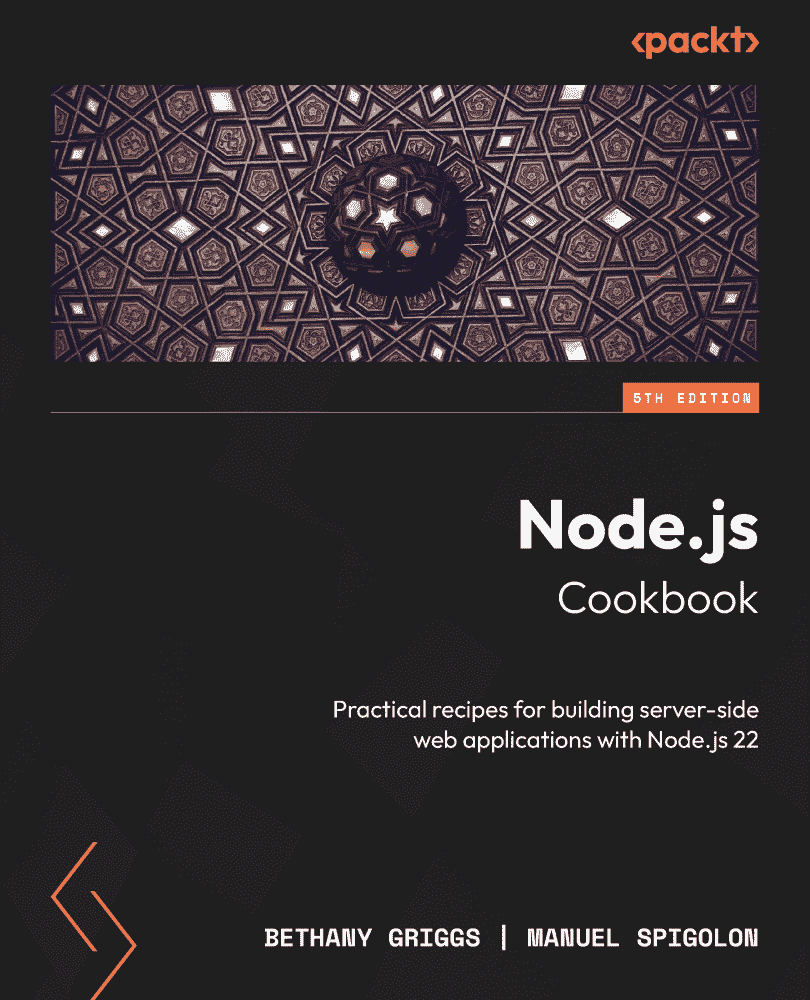 <packt>
5TH EDITION
Node.js
Cookbook
Practical recipes for building server-side
web applications with Node.js 22
BETHANY GRIGGS | MANUEL SPIGOLON